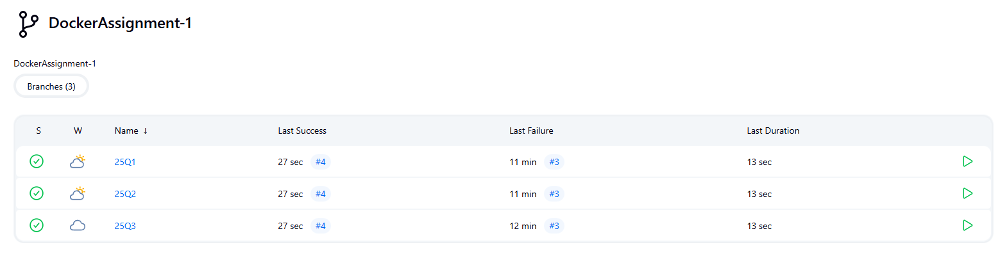 DockerAssignment-1
DockerAssignment-1
Branches (3)
S W Name ↓ Last Success Last Failure Last Duration
25Q1 27 sec #4 11 min #3 13 sec
25Q2 27 sec #4 11 min #3 13 sec
25Q3 27 sec #4 12 min #3 13 sec